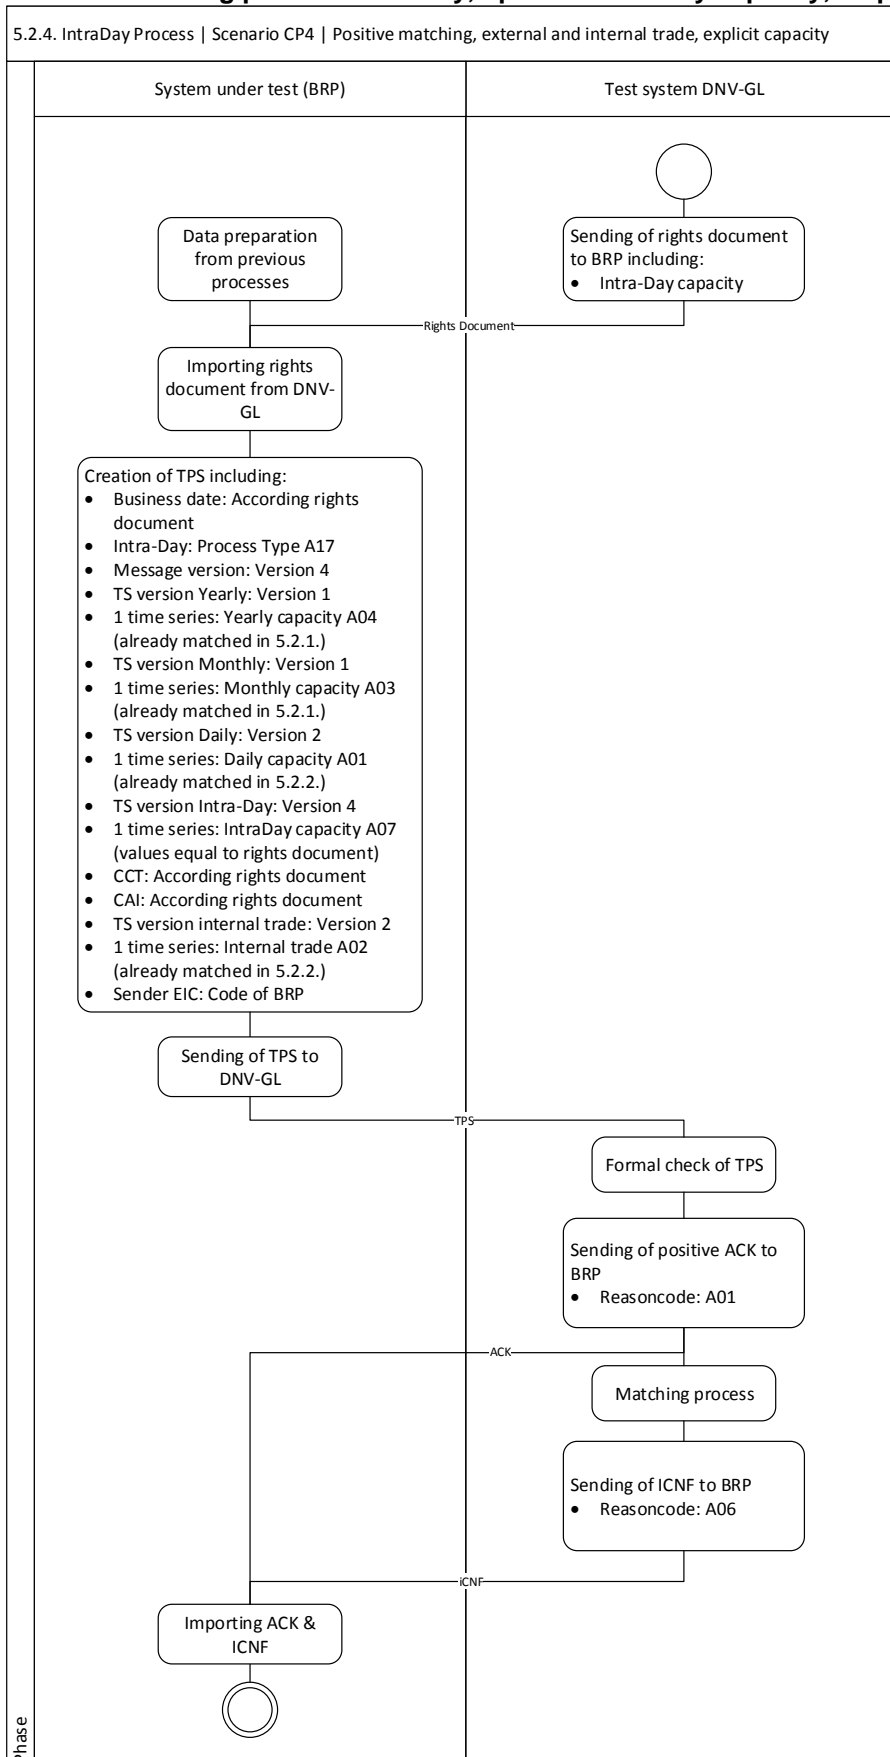 5.2.4. IntraDay Process | Scenario CP4 | Positive matching, external and internal trade, explicit capacity
System under test (BRP)
Test system DNV-GL
Data preparation
from previous
processes
Sending of rights document
to BRP including:
• Intra-Day capacity
Rights Document
Importing rights
document from DNV-
GL
Creation of TPS including:
• Business date: According rights
document
• Intra-Day: Process Type A17
• Message version: Version 4
• TS version Yearly: Version 1
• 1 time series: Yearly capacity A04
(already matched in 5.2.1.)
• TS version Monthly: Version 1
• 1 time series: Monthly capacity A03
(already matched in 5.2.1.)
• TS version Daily: Version 2
• 1 time series: Daily capacity A01
(already matched in 5.2.2.)
• TS version Intra-Day: Version 4
• 1 time series: IntraDay capacity A07
(values equal to rights document)
• CCT: According rights document
• CAI: According rights document
• TS version internal trade: Version 2
• 1 time series: Internal trade A02
(already matched in 5.2.2.)
• Sender EIC: Code of BRP
Sending of TPS to
DNV-GL
TPS
Formal check of TPS
Sending of positive ACK to
BRP
• Reasoncode: A01
ACK
Matching process
Sending of ICNF to BRP
• Reasoncode: A06
iCNF
Importing ACK &
ICNF
Phase